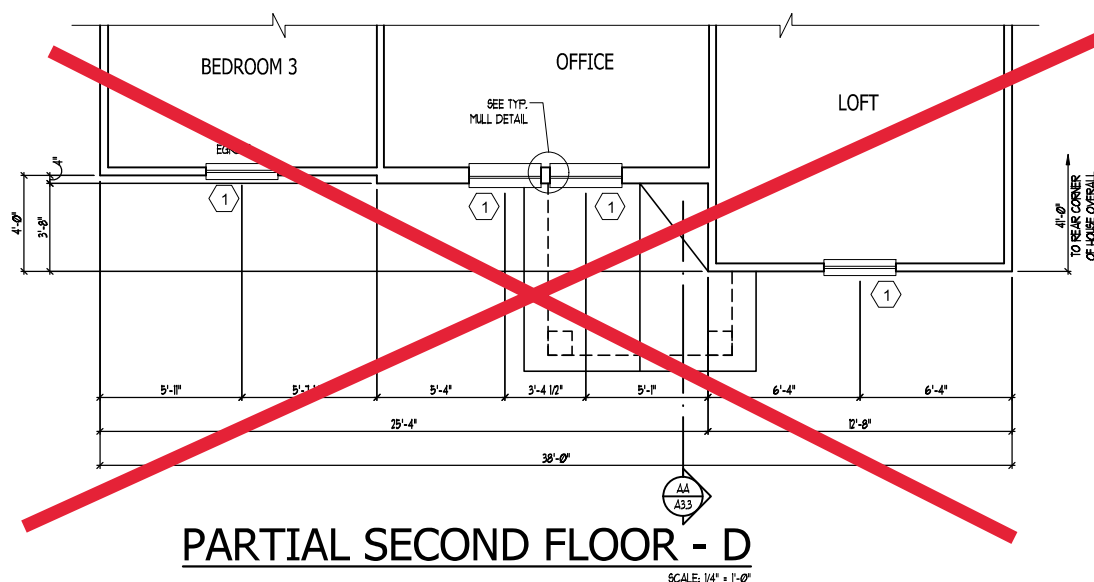 BEDROOM 3
OFFICE
LOFT
SEE TYP.
MULL DETAIL
4"
4'-0"
3'-8"
1
1
1
1
41'-0"
TO REAR CORNER
OF HOUSE OVERALL
5'-11"
5'-4"
3'-4 1/2"
5'-1"
6'-4"
6'-4"
25'-4"
12'-8"
38'-0"
AA
A3.3
PARTIAL SECOND FLOOR - D
SCALE: 1/4" = 1'-0"